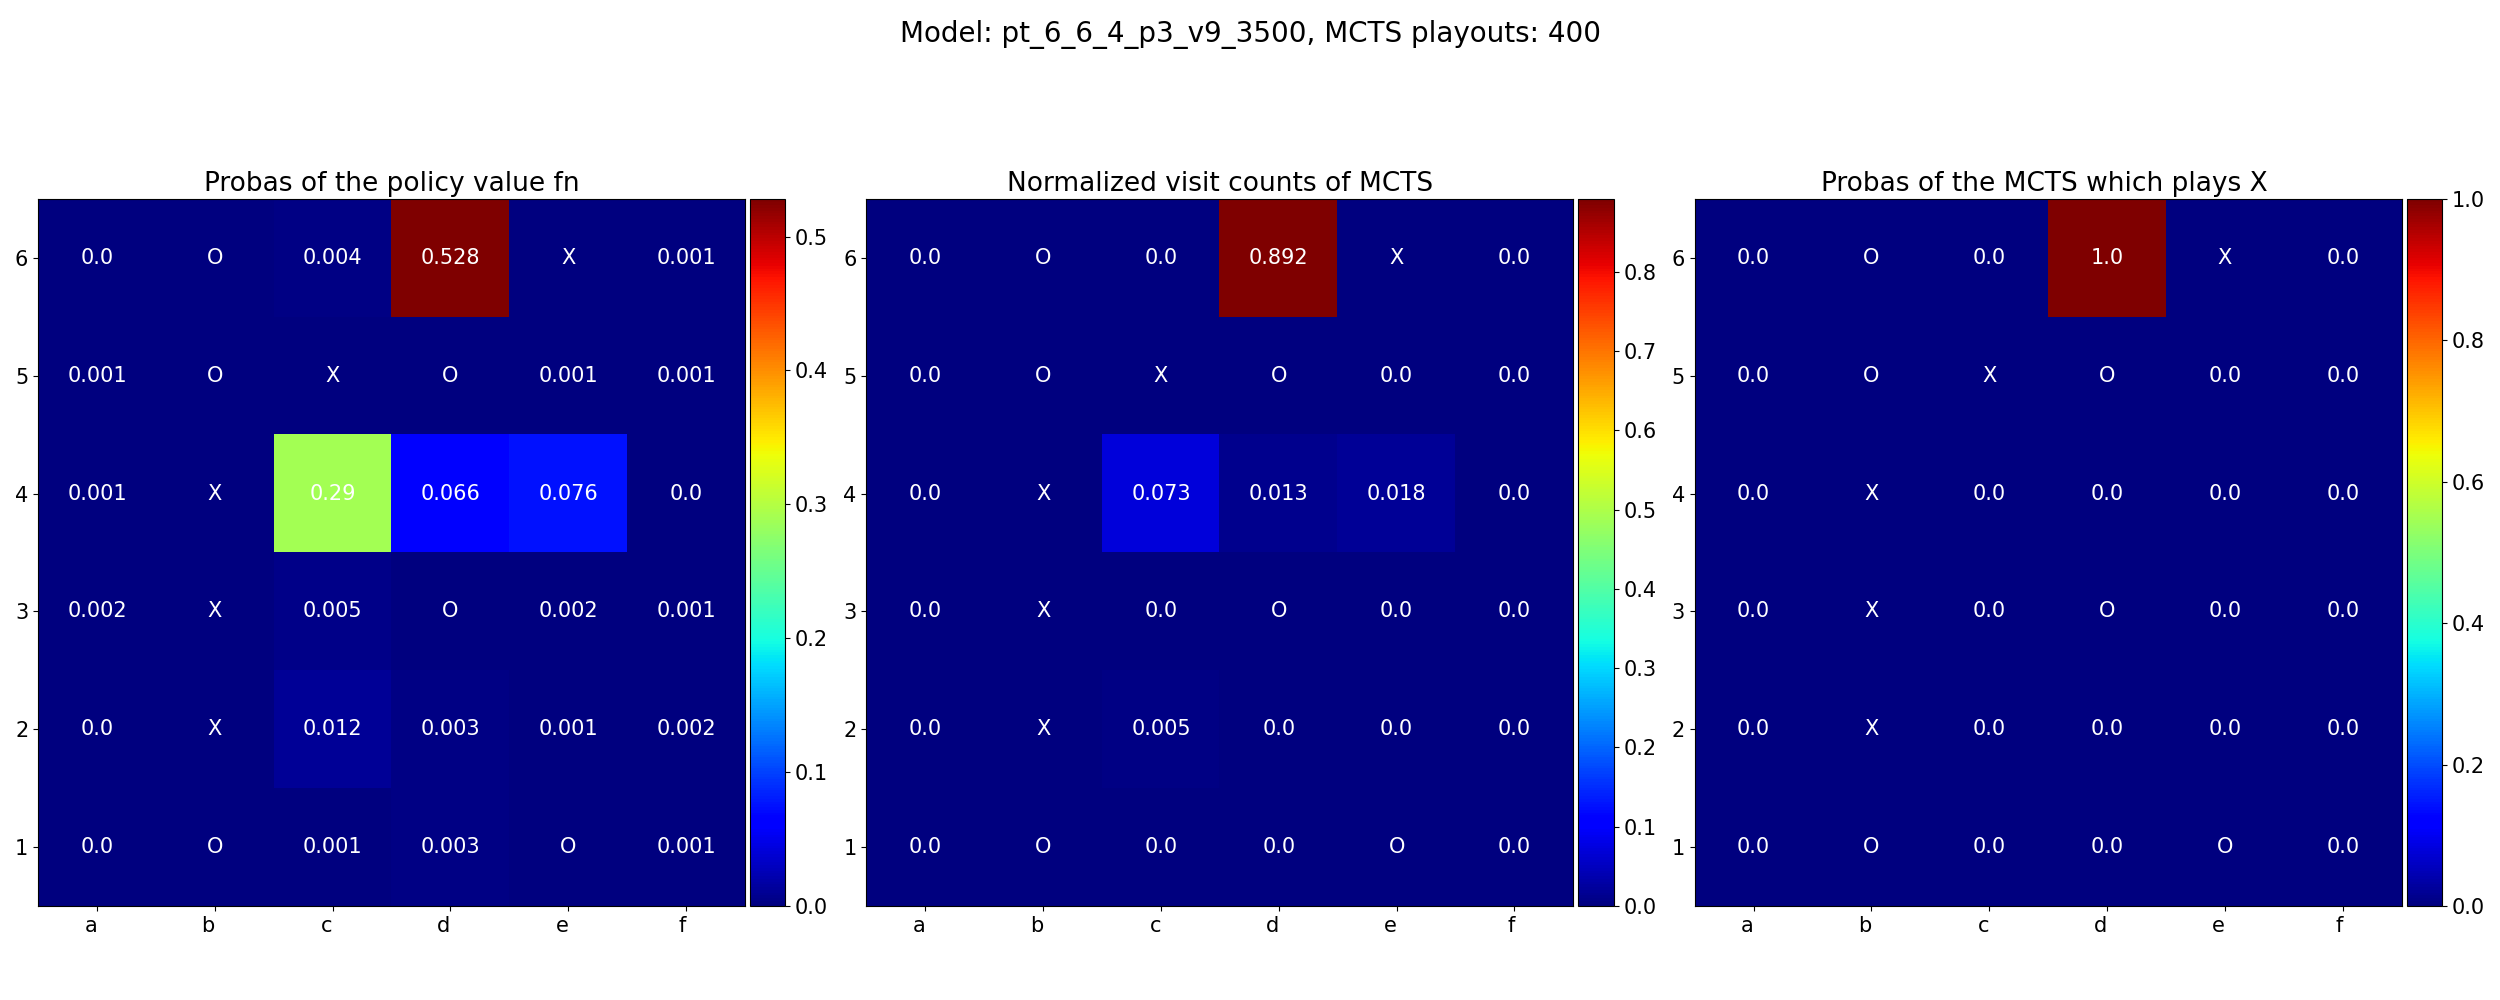 Model: pt_6_6_4_p3_v9_3500, MCTS playouts: 400
Probas of the policy value fn
6 0.0 O 0.004 0.528 X 0.001
5 0.001 O X O 0.001 0.001
4 0.001 X 0.29 0.066 0.076 0.0
3 0.002 X 0.005 O 0.002 0.001
2 0.0 X 0.012 0.003 0.001 0.002
1 0.0 O 0.001 0.003 O 0.001
a b c d e f
0.5
0.4
0.3
0.2
0.1
0.0
Normalized visit counts of MCTS
6 0.0 O 0.0 0.892 X 0.0
5 0.0 O X O 0.0 0.0
4 0.0 X 0.073 0.013 0.018 0.0
3 0.0 X 0.0 O 0.0 0.0
2 0.0 X 0.005 0.0 0.0 0.0
1 0.0 O 0.0 0.0 O 0.0
a b c d e f
0.8
0.7
0.6
0.5
0.4
0.3
0.2
0.1
0.0
Probas of the MCTS which plays X
6 0.0 O 0.0 1.0 X 0.0
5 0.0 O X O 0.0 0.0
4 0.0 X 0.0 0.0 0.0 0.0
3 0.0 X 0.0 O 0.0 0.0
2 0.0 X 0.0 0.0 0.0 0.0
1 0.0 O 0.0 0.0 O 0.0
a b c d e f
1.0
0.8
0.6
0.4
0.2
0.0